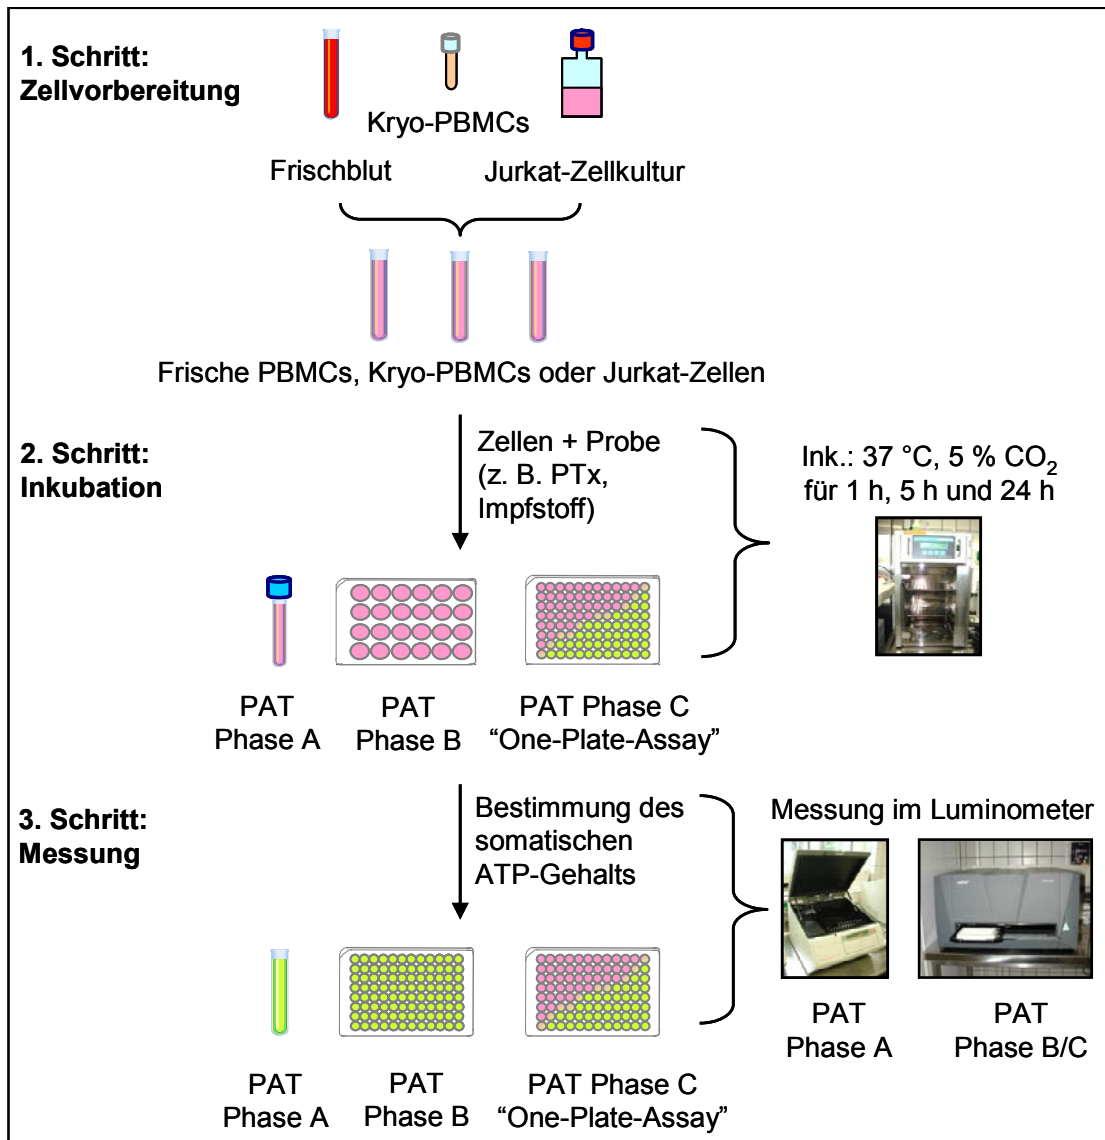 1. Schritt:
Zellvorbereitung
Kryo-PBMCs
Frischblut
Jurkat-Zellkultur
Frische PBMCs, Kryo-PBMCs oder Jurkat-Zellen
2. Schritt:
Inkubation
Zellen + Probe
(z. B. PTx,
Impfstoff)
Ink.: 37 °C, 5 % CO₂
für 1 h, 5 h und 24 h
PAT
Phase A
PAT
Phase B
PAT Phase C
“One-Plate-Assay”
3. Schritt:
Messung
Bestimmung des
somatischen
ATP-Gehalts
Messung im Luminometer
PAT
Phase A
PAT
Phase B/C
PAT
Phase A
PAT
Phase B
PAT Phase C
“One-Plate-Assay”